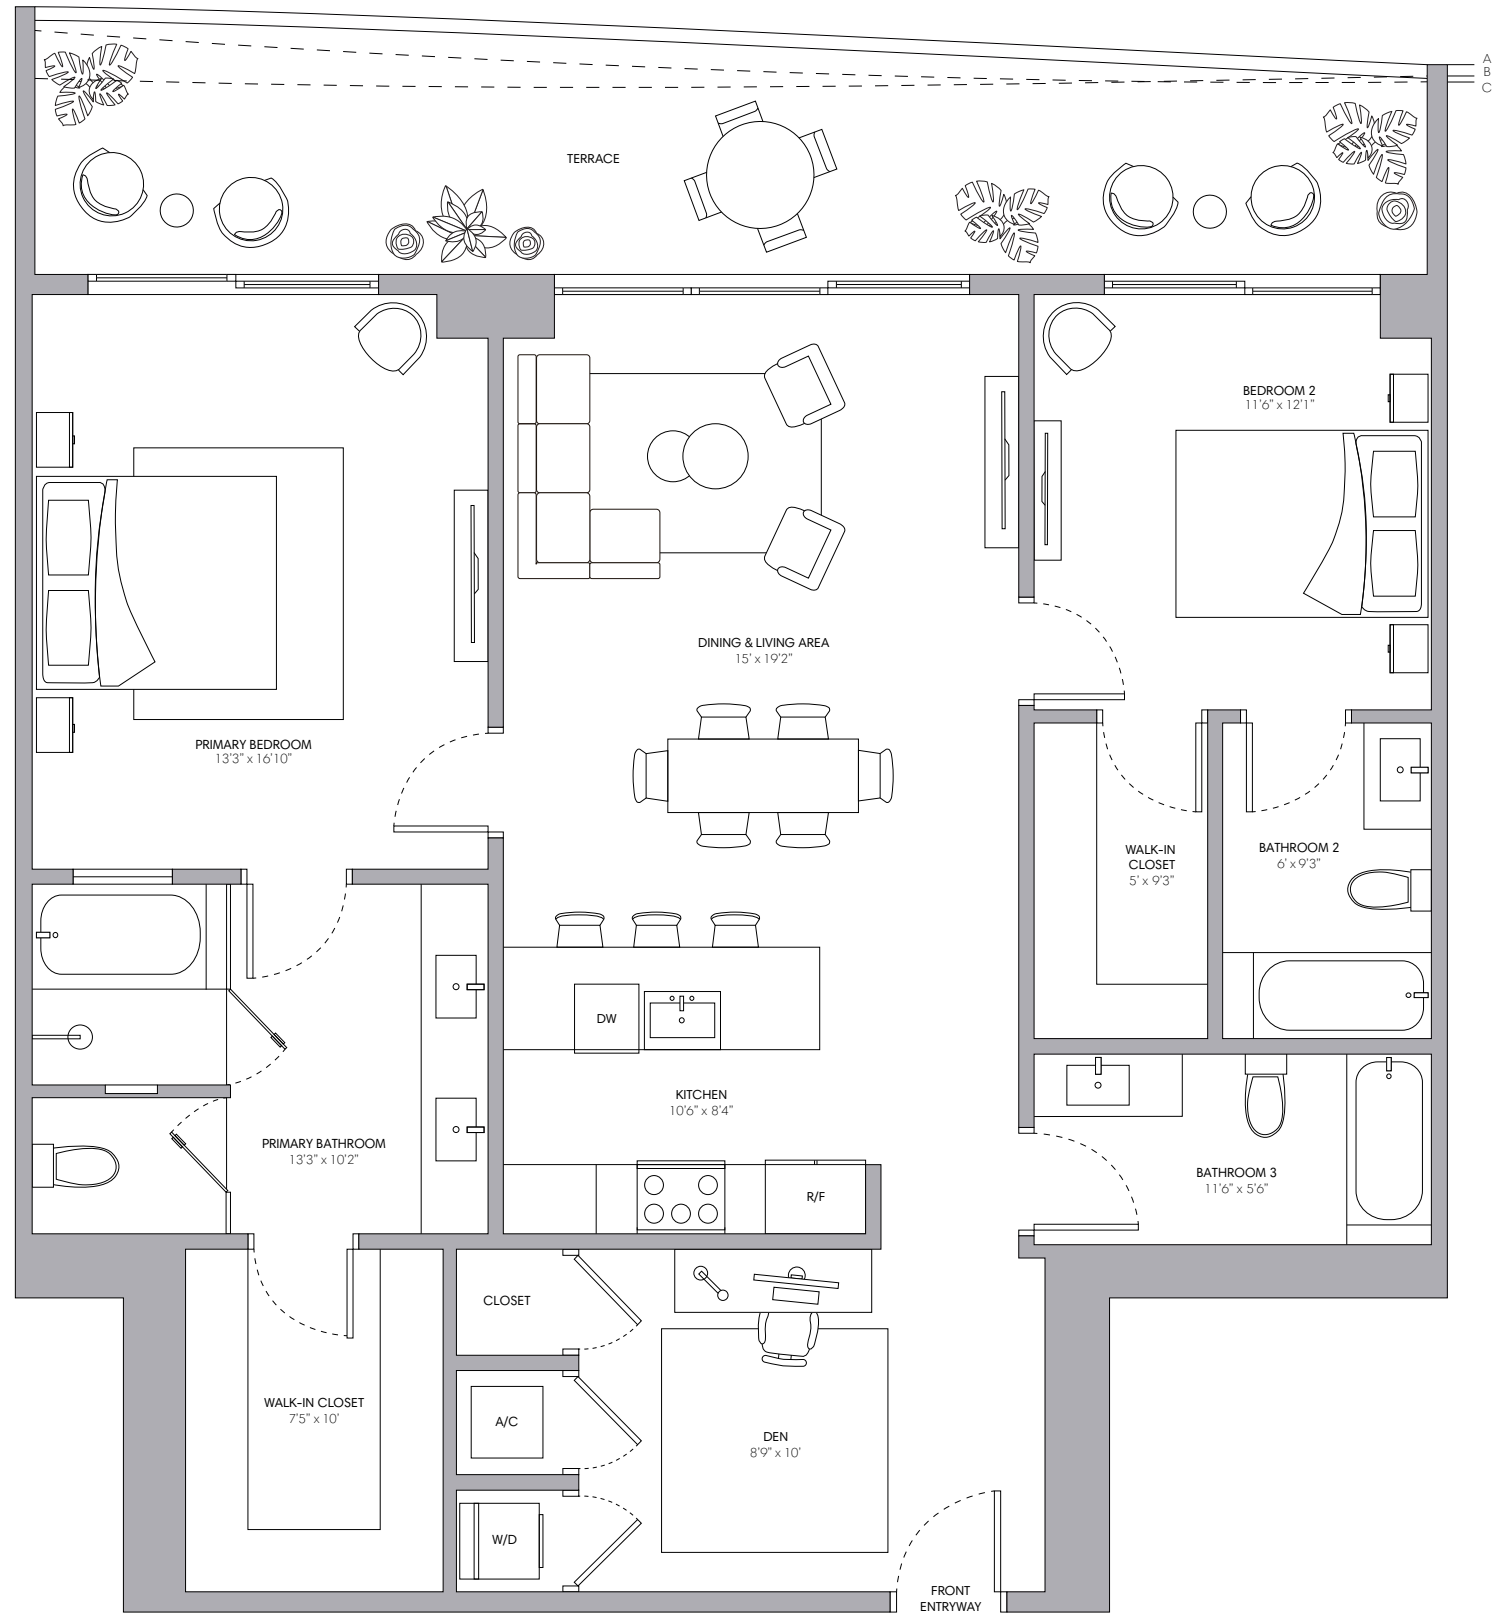 A
B
C
TERRACE
BEDROOM 2
11'6" x 12'1"
DINING & LIVING AREA
15' x 19'2"
PRIMARY BEDROOM
13'3" x 16'10"
WALK-IN
CLOSET
5' x 9'3"
BATHROOM 2
6' x 9'3"
DW
KITCHEN
10'6" x 8'4"
PRIMARY BATHROOM
13'3" x 10'2"
BATHROOM 3
11'6" x 5'6"
R/F
CLOSET
WALK-IN CLOSET
7'5" x 10'
A/C
DEN
8'9" x 10'
W/D
FRONT
ENTRYWAY